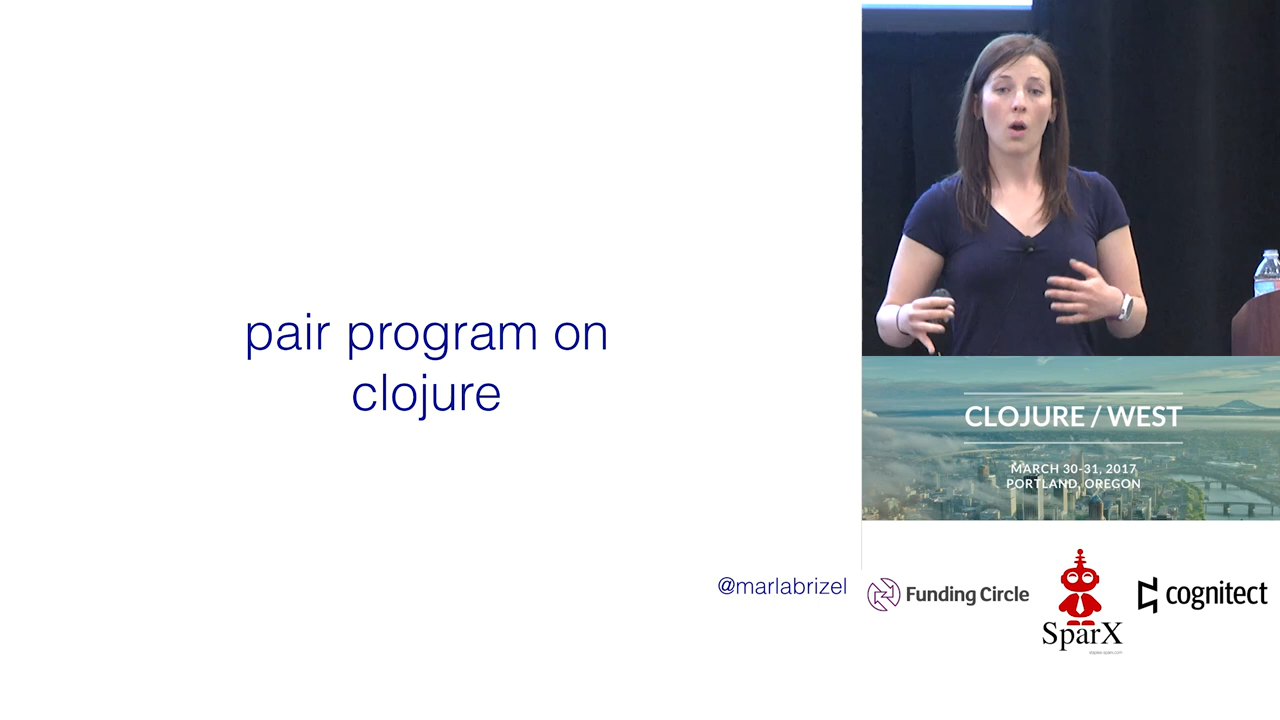 pair program on
clojure
@marlabrizel
CLOJURE / WEST
MARCH 30-31, 2017
PORTLAND, OREGON
Funding Circle
SparX
cognitect